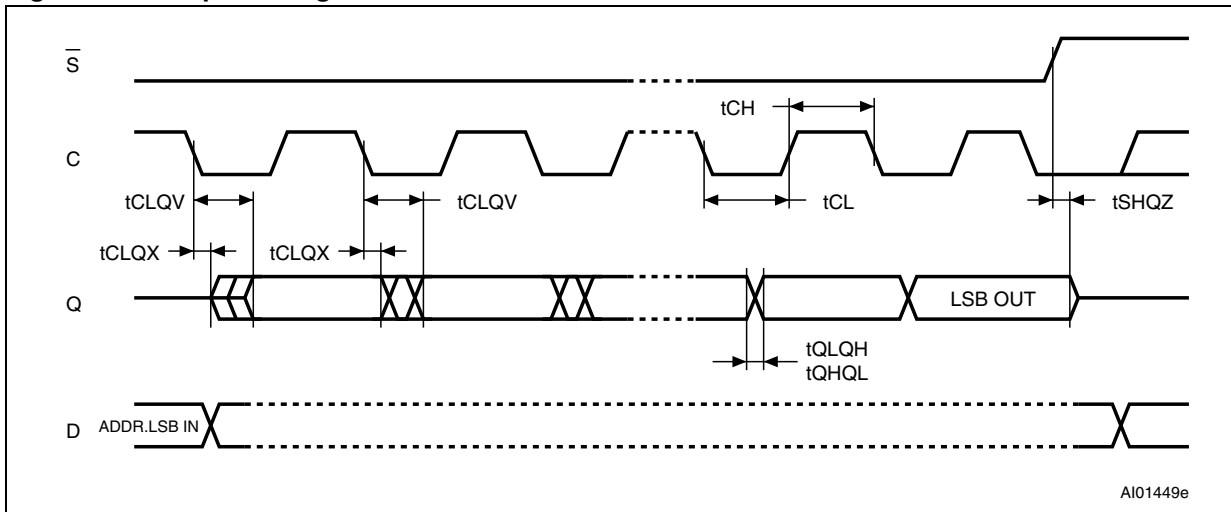 S
tCH
C
tCLQV
tCLQV
tCL
tSHQZ
tCLQX
tCLQX
Q
LSB OUT
tQLQH
tQHQL
D
ADDR.LSB IN
AI01449e